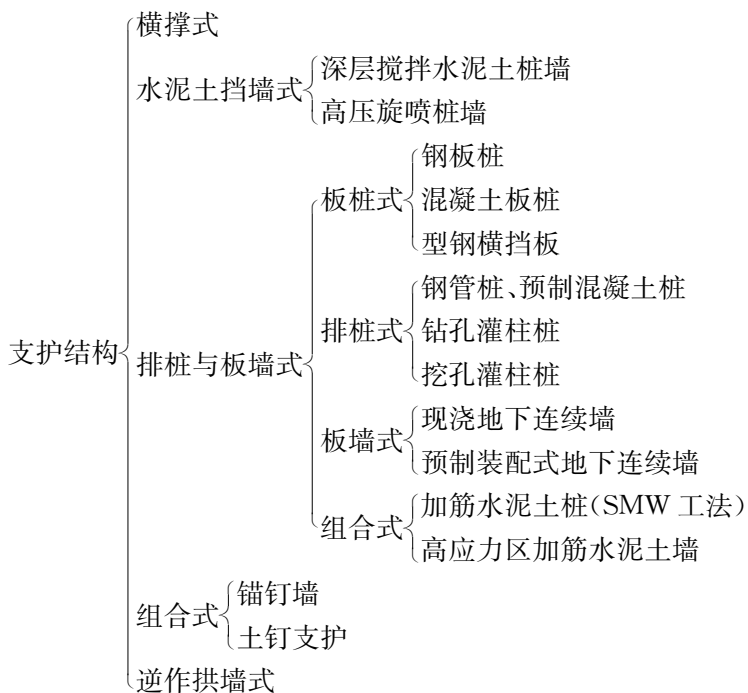 横撑式
水泥土挡墙式
深层搅拌水泥土桩墙
高压旋喷桩墙
支护结构
排桩与板墙式
板桩式
钢板桩
混凝土板桩
型钢横挡板
排桩式
钢管桩、预制混凝土桩
钻孔灌柱桩
挖孔灌柱桩
板墙式
现浇地下连续墙
预制装配式地下连续墙
组合式
加筋水泥土桩(SMW 工法)
高应力区加筋水泥土墙
组合式
锚钉墙
土钉支护
逆作拱墙式